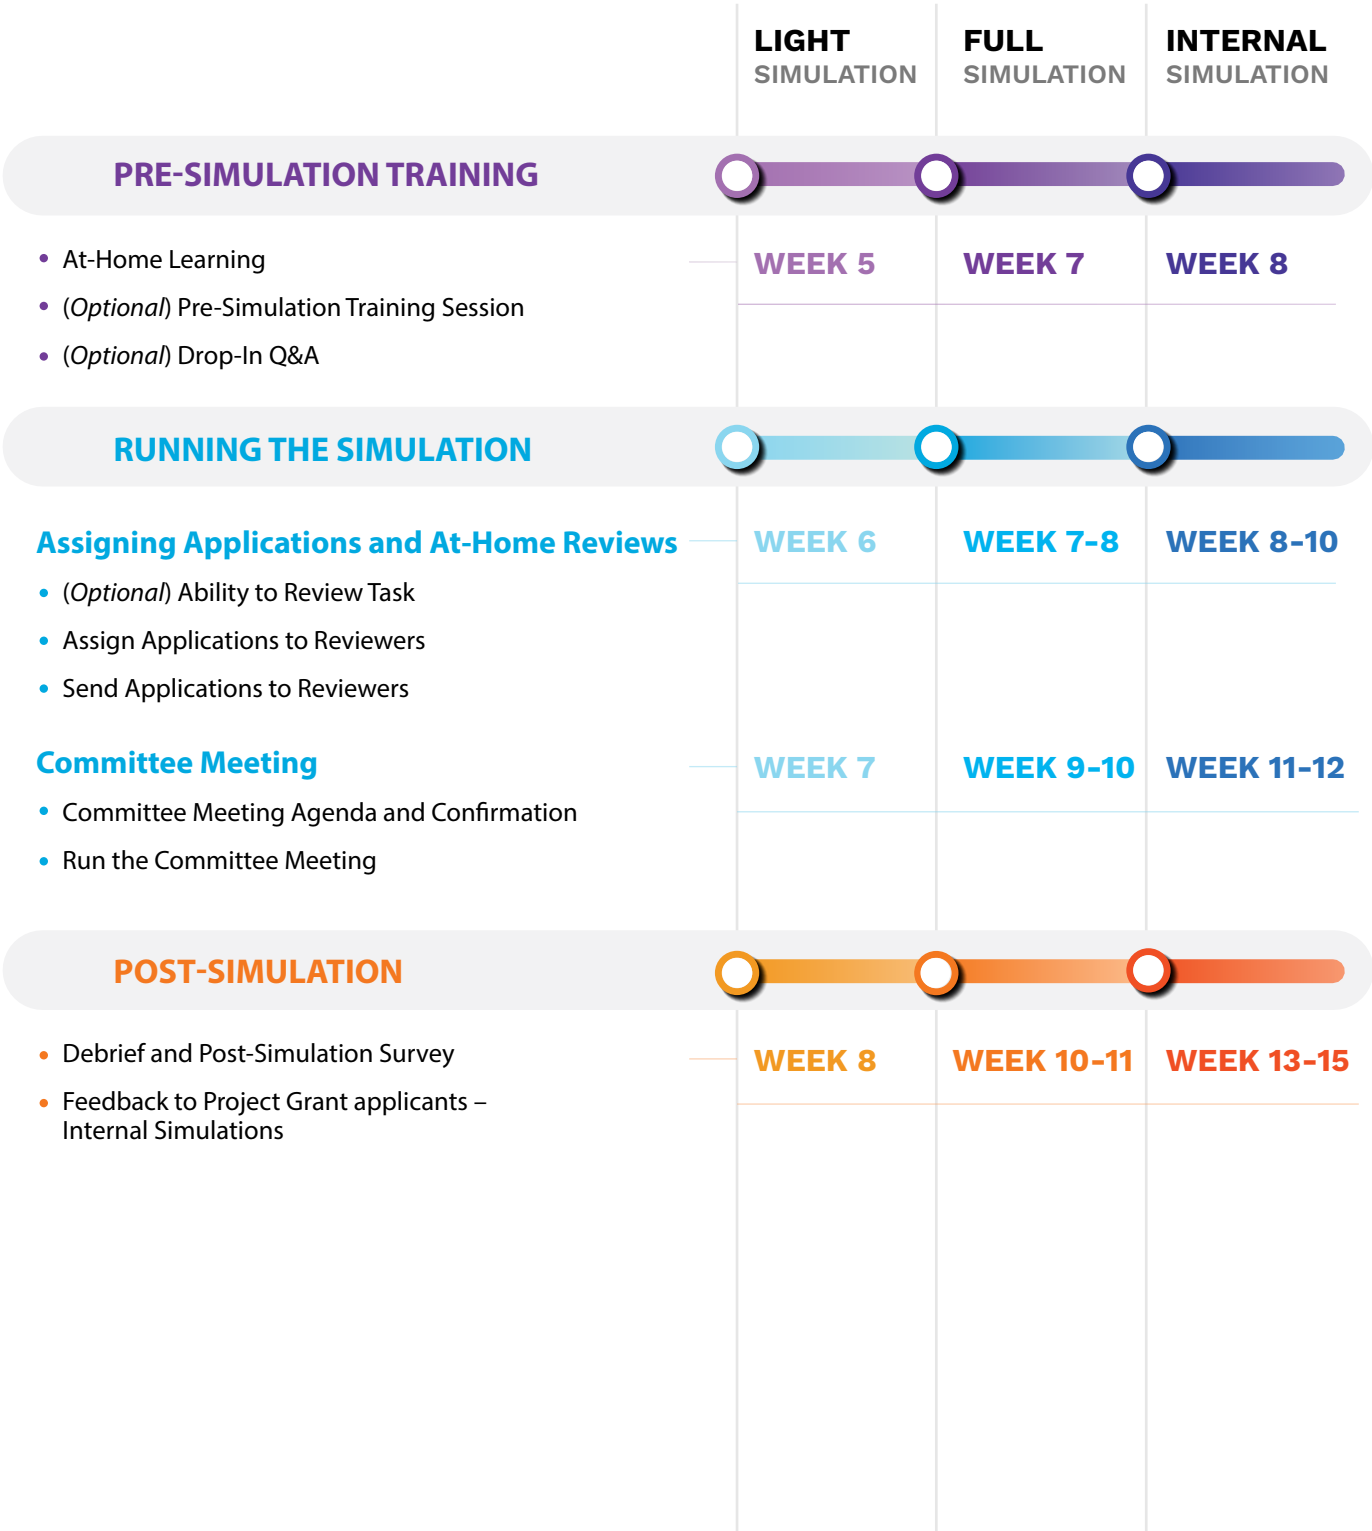 LIGHT
SIMULATION
FULL
SIMULATION
INTERNAL
SIMULATION
PRE-SIMULATION TRAINING
• At-Home Learning
WEEK 5
WEEK 7
WEEK 8
• (Optional) Pre-Simulation Training Session
• (Optional) Drop-In Q&A
RUNNING THE SIMULATION
Assigning Applications and At-Home Reviews
WEEK 6
WEEK 7-8
WEEK 8-10
• (Optional) Ability to Review Task
• Assign Applications to Reviewers
• Send Applications to Reviewers
Committee Meeting
WEEK 7
WEEK 9-10
WEEK 11-12
• Committee Meeting Agenda and Confirmation
• Run the Committee Meeting
POST-SIMULATION
• Debrief and Post-Simulation Survey
WEEK 8
WEEK 10-11
WEEK 13-15
• Feedback to Project Grant applicants –
Internal Simulations